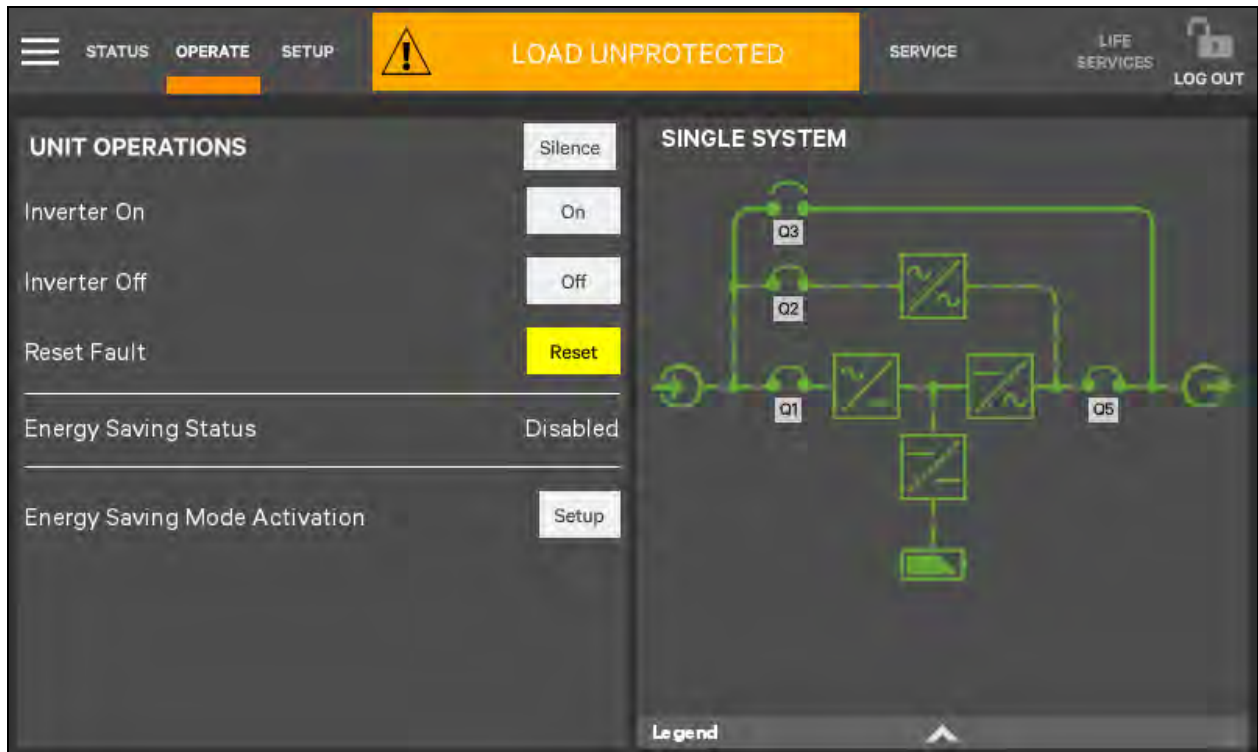 STATUS OPERATE SETUP LOAD UNPROTECTED SERVICE LIFE
SERVICES
LOG OUT
UNIT OPERATIONS Silence
Inverter On On
Inverter Off Off
Reset Fault Reset
Energy Saving Status Disabled
Energy Saving Mode Activation Setup
SINGLE SYSTEM
Q3
Q2
Q1 Q5
Legend